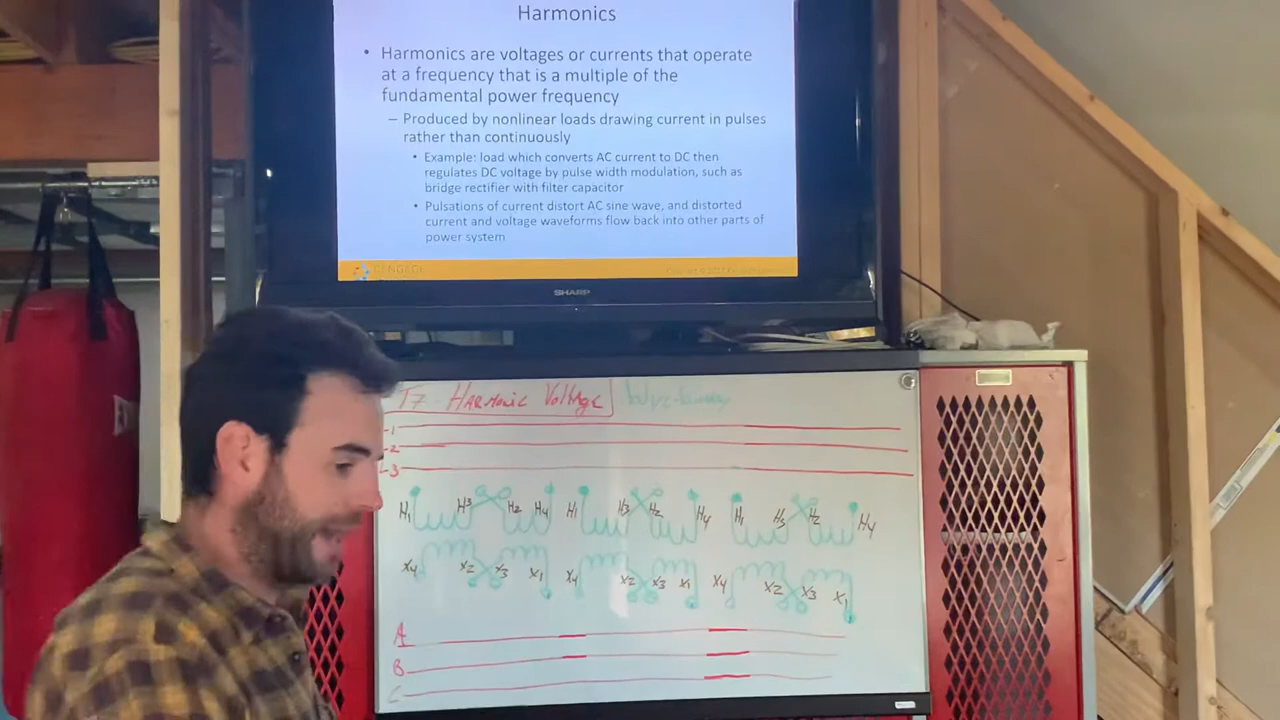 Harmonics
• Harmonics are voltages or currents that operate
at a frequency that is a multiple of the
fundamental power frequency
– Produced by nonlinear loads drawing current in pulses
rather than continuously
• Example: load which converts AC current to DC then
regulates DC voltage by pulse width modulation, such as
bridge rectifier with filter capacitor
• Pulsations of current distort AC sine wave, and distorted
current and voltage waveforms flow back into other parts of
power system
CENGAGE
SHARP
T7 - Harmonic Voltage
-1
-2
L-3
H1 H3 H2 H4 H1 H3 H2 H4 H1 H3 H2 H4
X4 X2 X3 X1 X4 X2 X3 X1 X4 X2 X3 X1
A
B
C